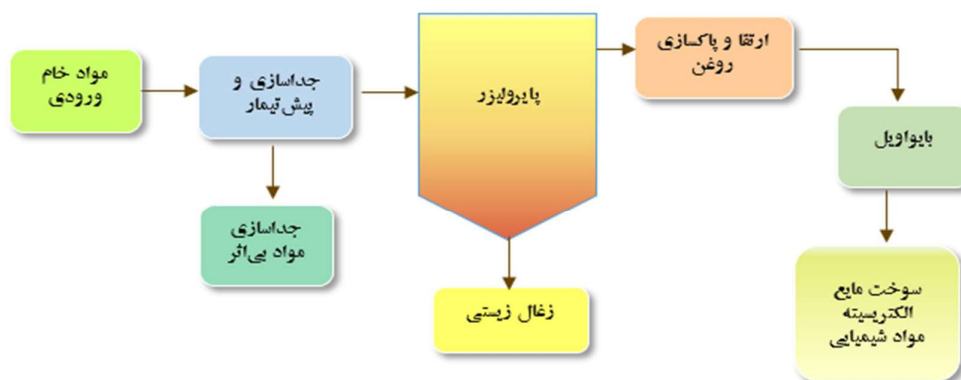 مواد خام
ورودی
جداسازی و
پیش‌تیمار
جداسازی
مواد بی‌اثر
پایرولیزر
زغال زیستی
ارتقا و پاکسازی
روغن
بایواویل
سوخت مایع
الکتریسیته
مواد شیمیایی